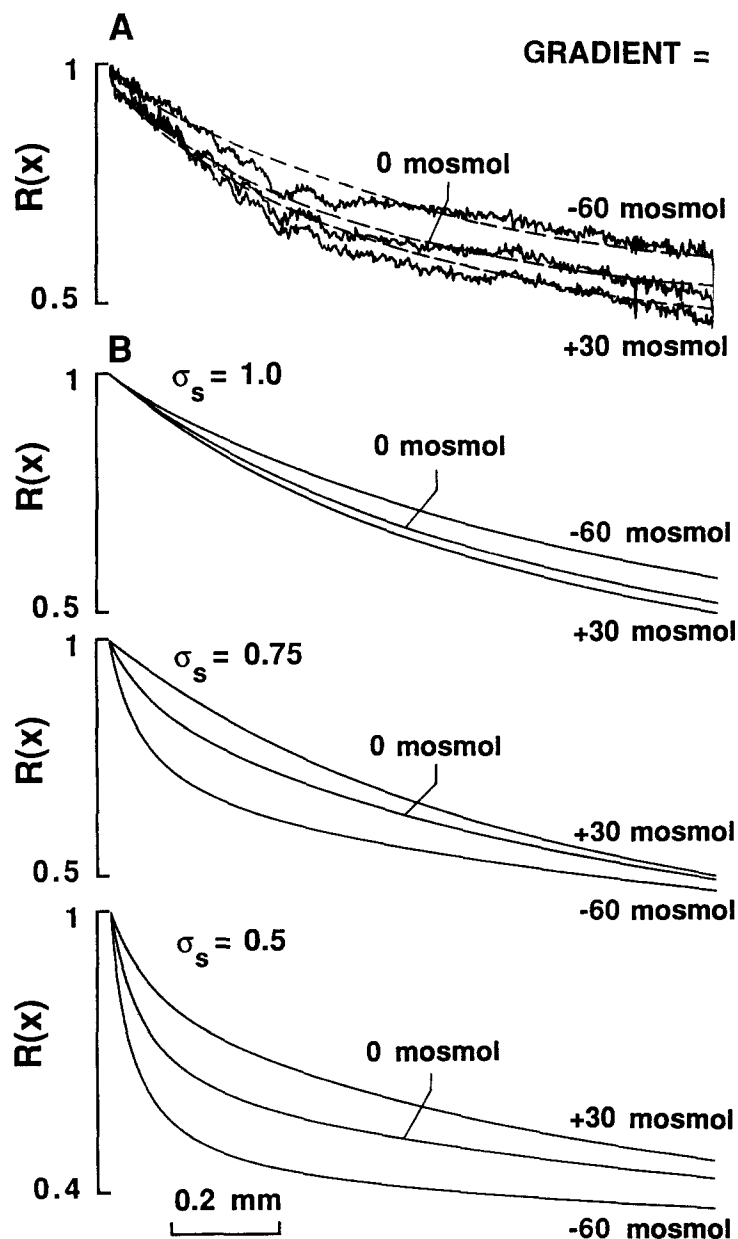 A
GRADIENT =
1
R(x)
0 mosmol
-60 mosmol
0.5
+30 mosmol
B
1
σs = 1.0
R(x)
0 mosmol
-60 mosmol
0.5
+30 mosmol
1
σs = 0.75
R(x)
0 mosmol
+30 mosmol
0.5
-60 mosmol
1
σs = 0.5
R(x)
0 mosmol
+30 mosmol
0.4
0.2 mm
-60 mosmol